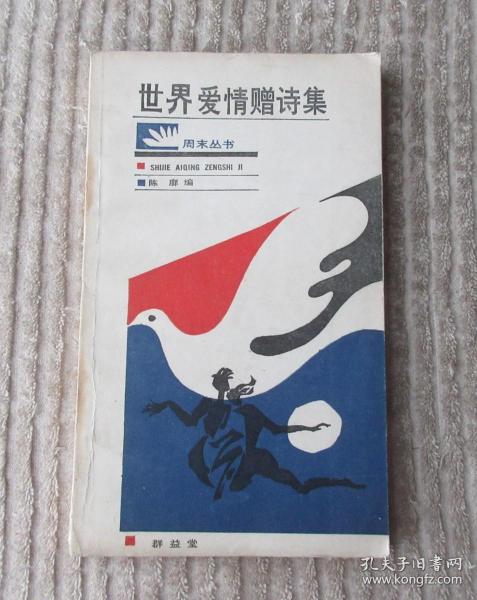 世界爱情赠诗集
周末丛书
SHIJIE AIQING ZENGSHI JI
陈廓编
群益堂
孔夫子旧书网
www.kongfz.com